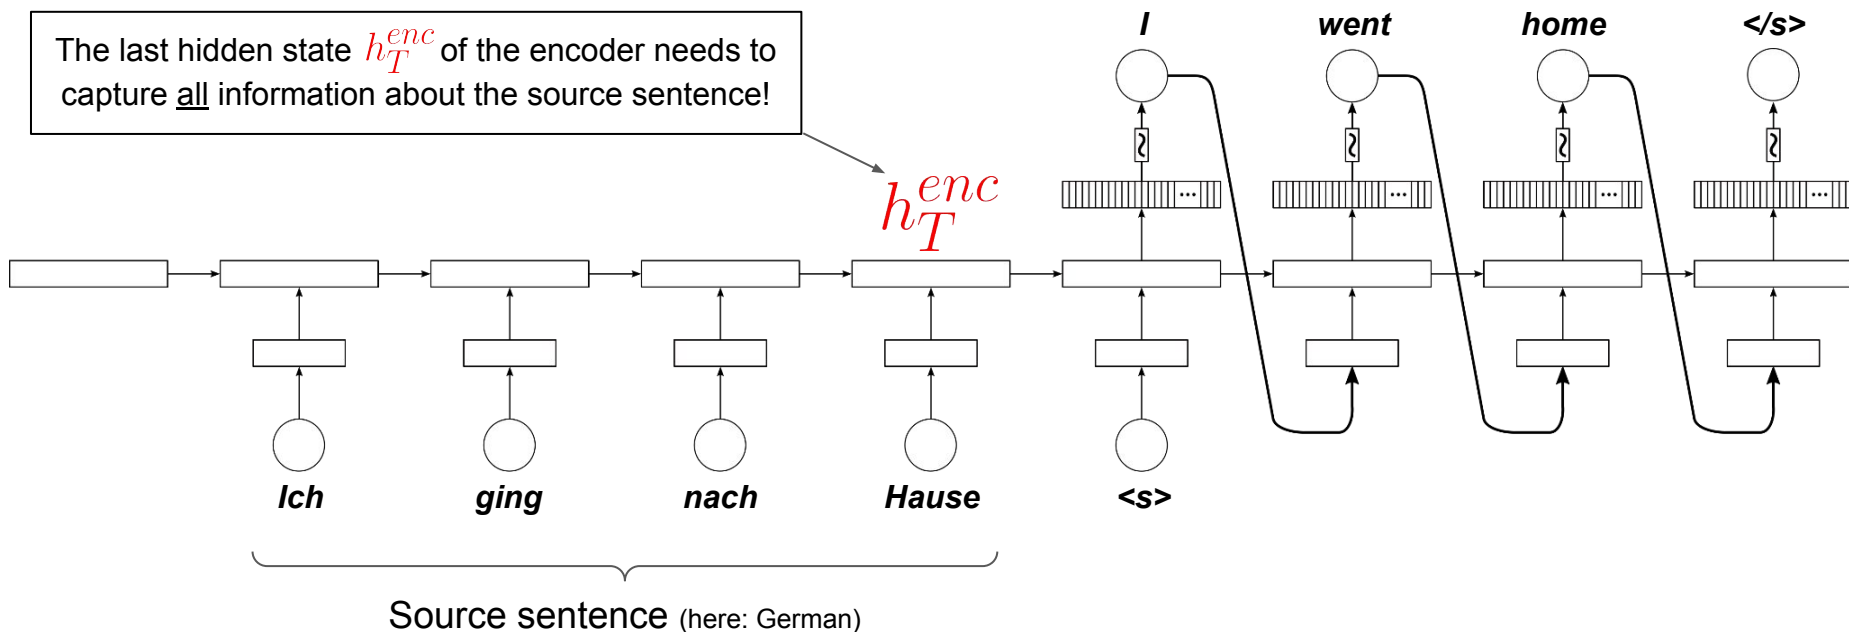 The last hidden state h_T^{enc} of the encoder needs to
capture all information about the source sentence!
I went home </s>
h_T^{enc}
... ... ... ...
Ich ging nach Hause <s>
Source sentence (here: German)